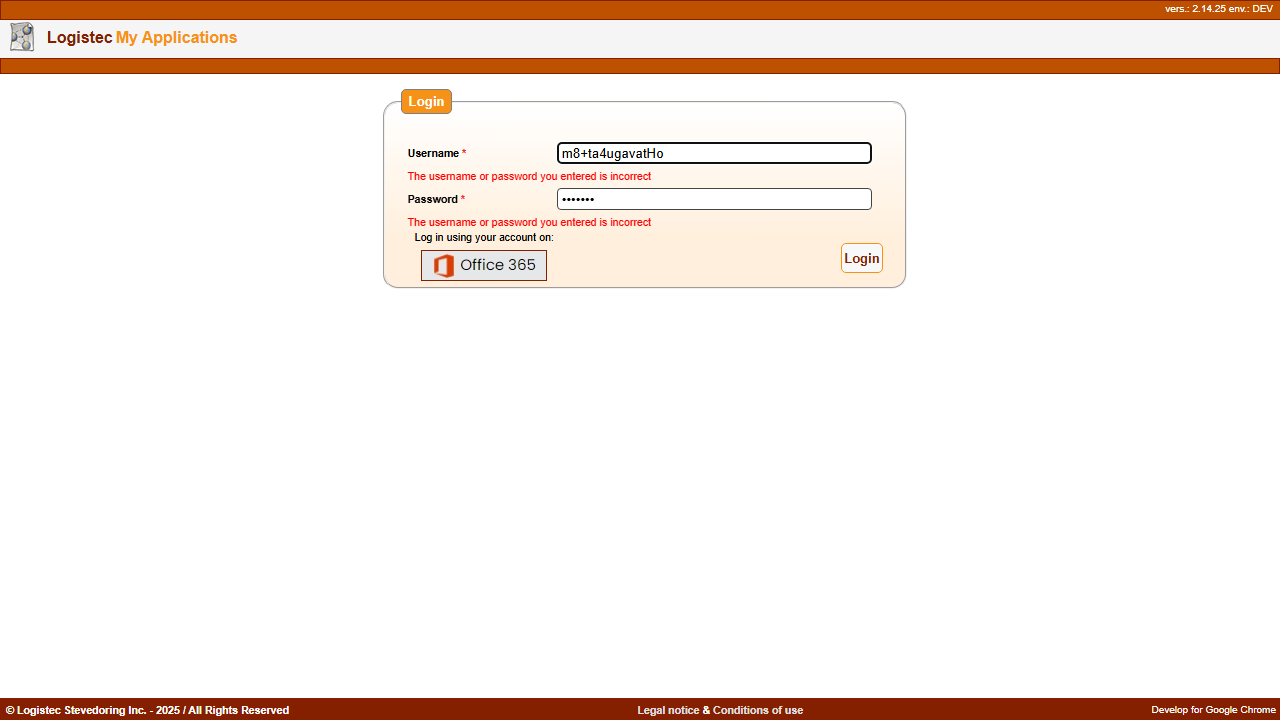 vers.: 2.14.25 env.: DEV
Logistec My Applications
Login
Username *
m8+ta4ugavatHo
The username or password you entered is incorrect
Password *
•••••••
The username or password you entered is incorrect
Log in using your account on:
Office 365
Login
© Logistec Stevedoring Inc. - 2025 / All Rights Reserved
Legal notice & Conditions of use
Develop for Google Chrome